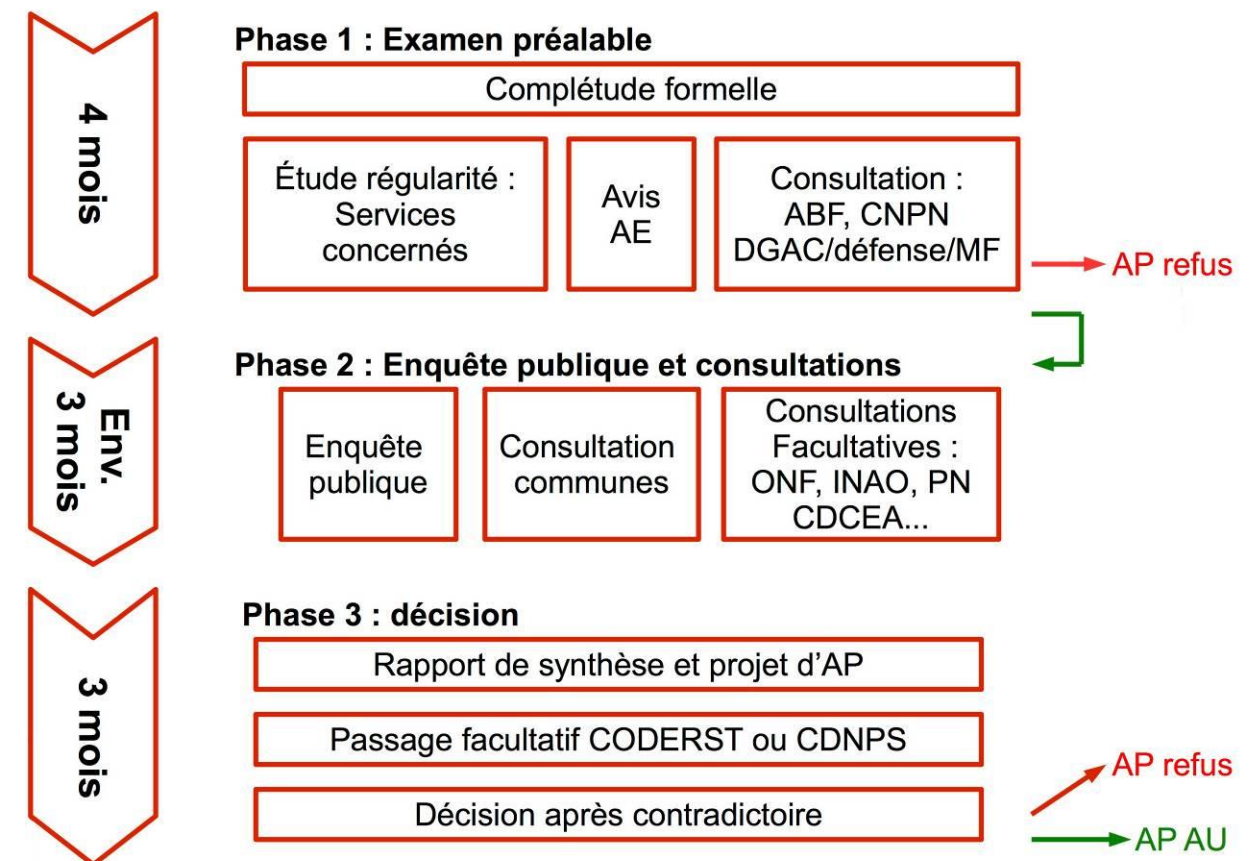 4 mois
Phase 1 : Examen préalable
Complétude formelle
Étude régularité :
Services
concernés
Avis
AE
Consultation :
ABF, CNPN
DGAC/défense/MF
AP refus
Env.
3 mois
Phase 2 : Enquête publique et consultations
Enquête
publique
Consultation
communes
Consultations
Facultatives :
ONF, INAO, PN
CDCEA...
3 mois
Phase 3 : décision
Rapport de synthèse et projet d’AP
Passage facultatif CODERST ou CDNPS
Décision après contradictoire
AP refus
AP AU